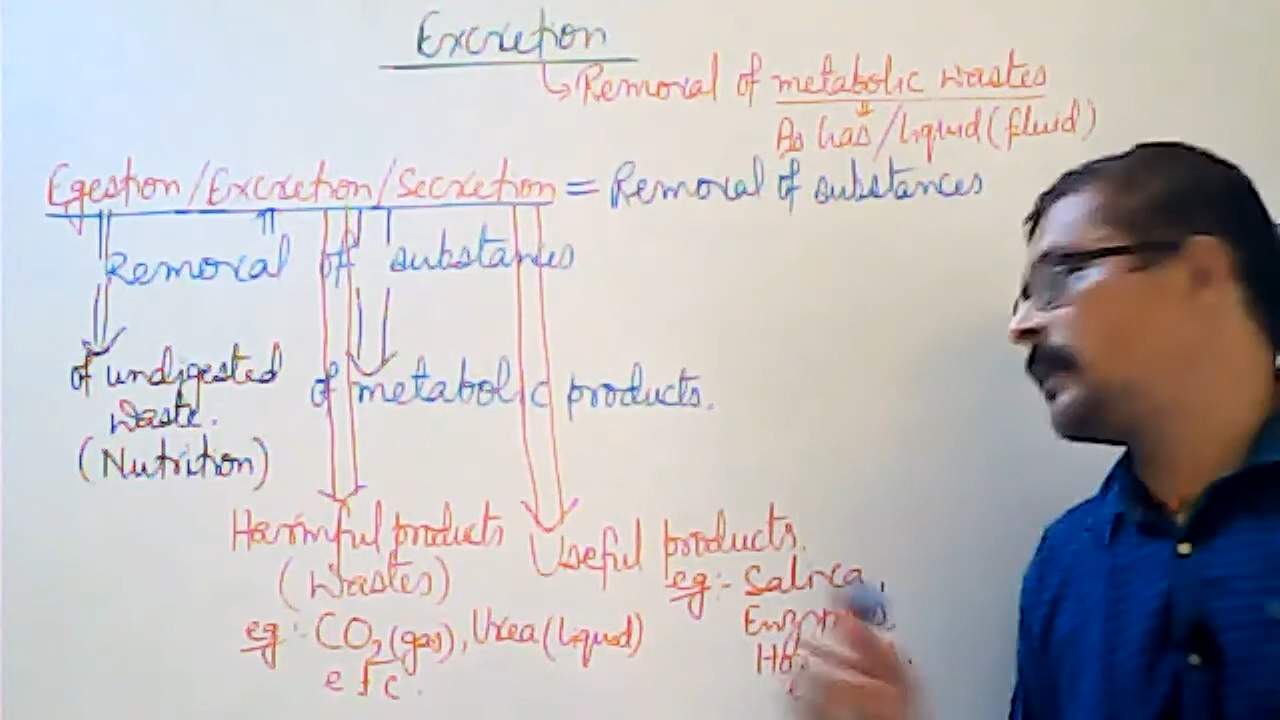 Excretion
Removal of metabolic wastes
As Gas/liquid (fluid)
Egestion/Excretion/Secretion = Removal of substances
Removal of substances
of undigested
waste.
(Nutrition)
of metabolic products.
Harmful products
(Wastes)
eg:- CO2(gas), Urea (liquid)
etc.
Useful products.
eg:- Saliva,